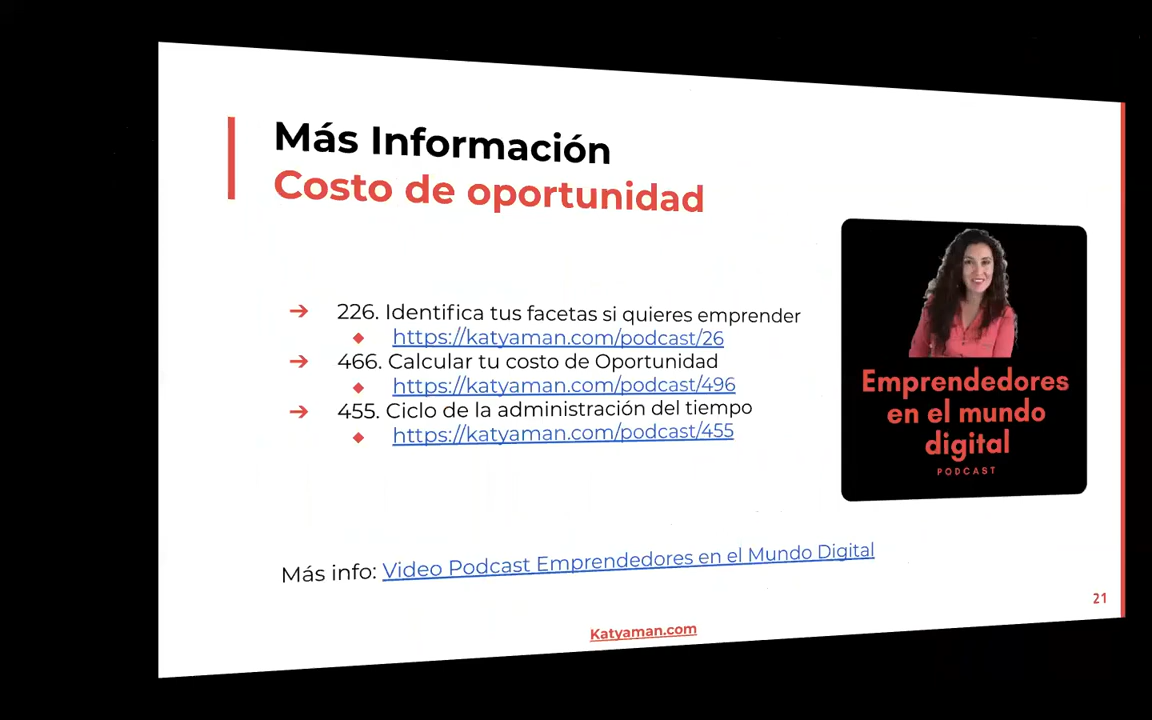 Más Información
Costo de oportunidad
226. Identifica tus facetas si quieres emprender
https://katyaman.com/podcast/26
466. Calcular tu costo de Oportunidad
https://katyaman.com/podcast/496
455. Ciclo de la administración del tiempo
https://katyaman.com/podcast/455
Emprendedores
en el mundo
digital
PODCAST
Más info: Video Podcast Emprendedores en el Mundo Digital
21
Katyaman.com